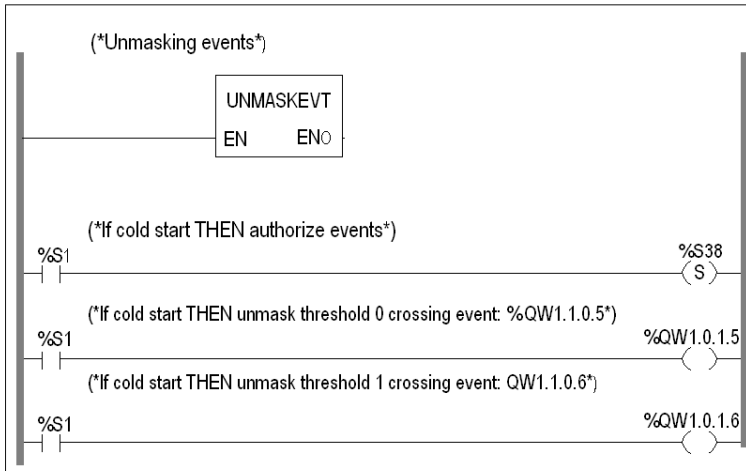 (*Unmasking events*)
UNMASKEVT
EN ENO
(*If cold start THEN authorize events*)
%S1 %S38
S
(*If cold start THEN unmask threshold 0 crossing event: %QW1.1.0.5*)
%S1 %QW1.0.1.5
(*If cold start THEN unmask threshold 1 crossing event: QW1.1.0.6*)
%S1 %QW1.0.1.6